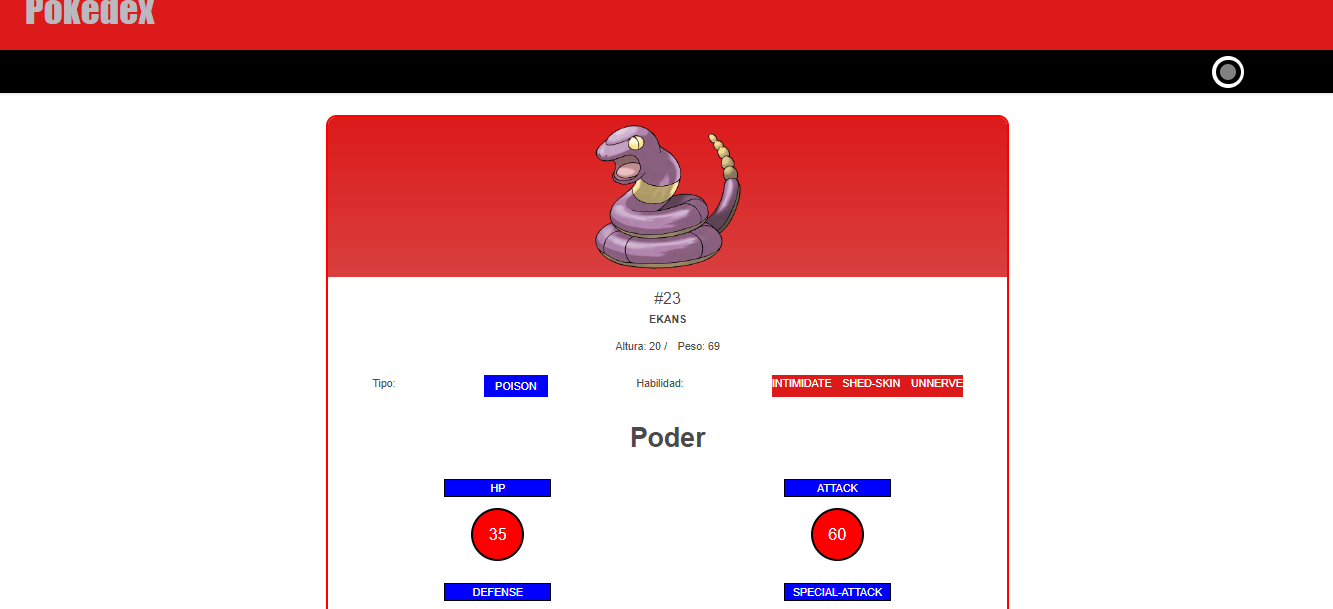 Pokedex
#23
EKANS
Altura: 20 / Peso: 69
Tipo: POISON Habilidad: INTIMIDATE SHED-SKIN UNNERVE
Poder
HP ATTACK
35 60
DEFENSE SPECIAL-ATTACK